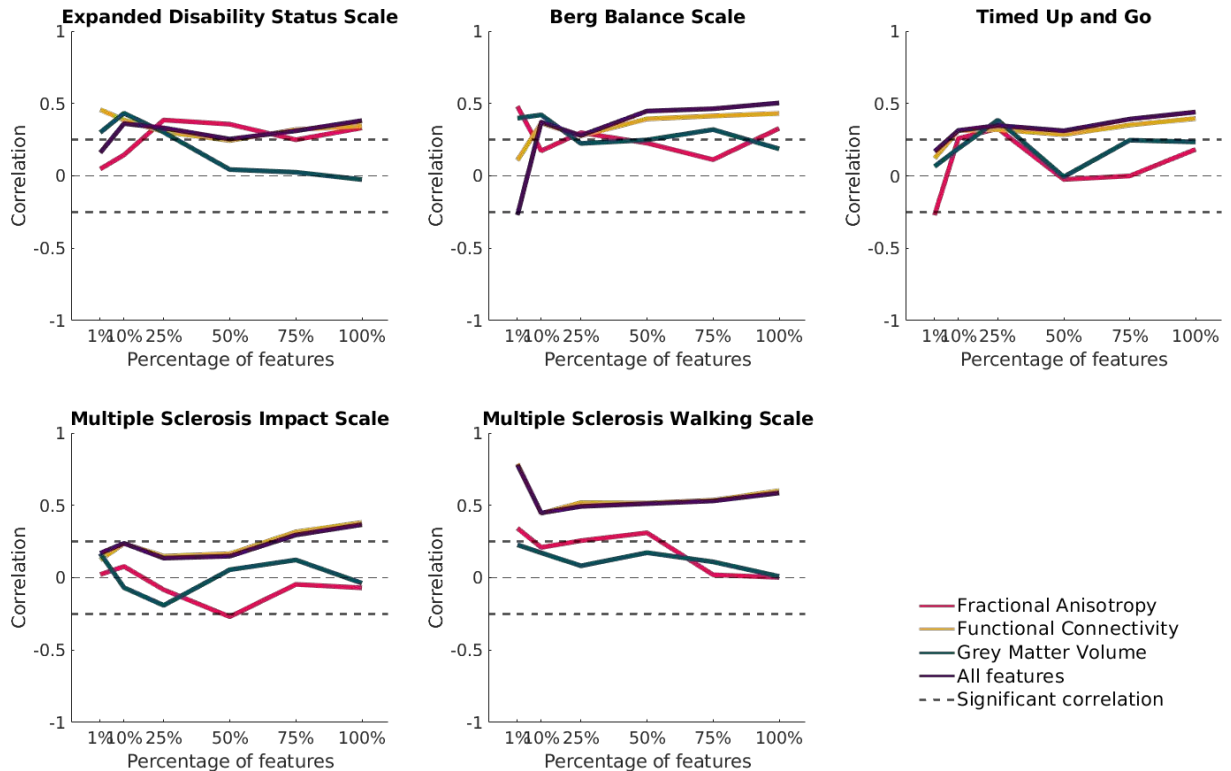 Expanded Disability Status Scale
1
0.5
0
-0.5
-1
Correlation
1% 10% 25% 50% 75% 100%
Percentage of features
Berg Balance Scale
1
0.5
0
-0.5
-1
Correlation
1% 10% 25% 50% 75% 100%
Percentage of features
Timed Up and Go
1
0.5
0
-0.5
-1
Correlation
1% 10% 25% 50% 75% 100%
Percentage of features
Multiple Sclerosis Impact Scale
1
0.5
0
-0.5
-1
Correlation
1% 10% 25% 50% 75% 100%
Percentage of features
Multiple Sclerosis Walking Scale
1
0.5
0
-0.5
-1
Correlation
1% 10% 25% 50% 75% 100%
Percentage of features
Fractional Anisotropy
Functional Connectivity
Grey Matter Volume
All features
Significant correlation